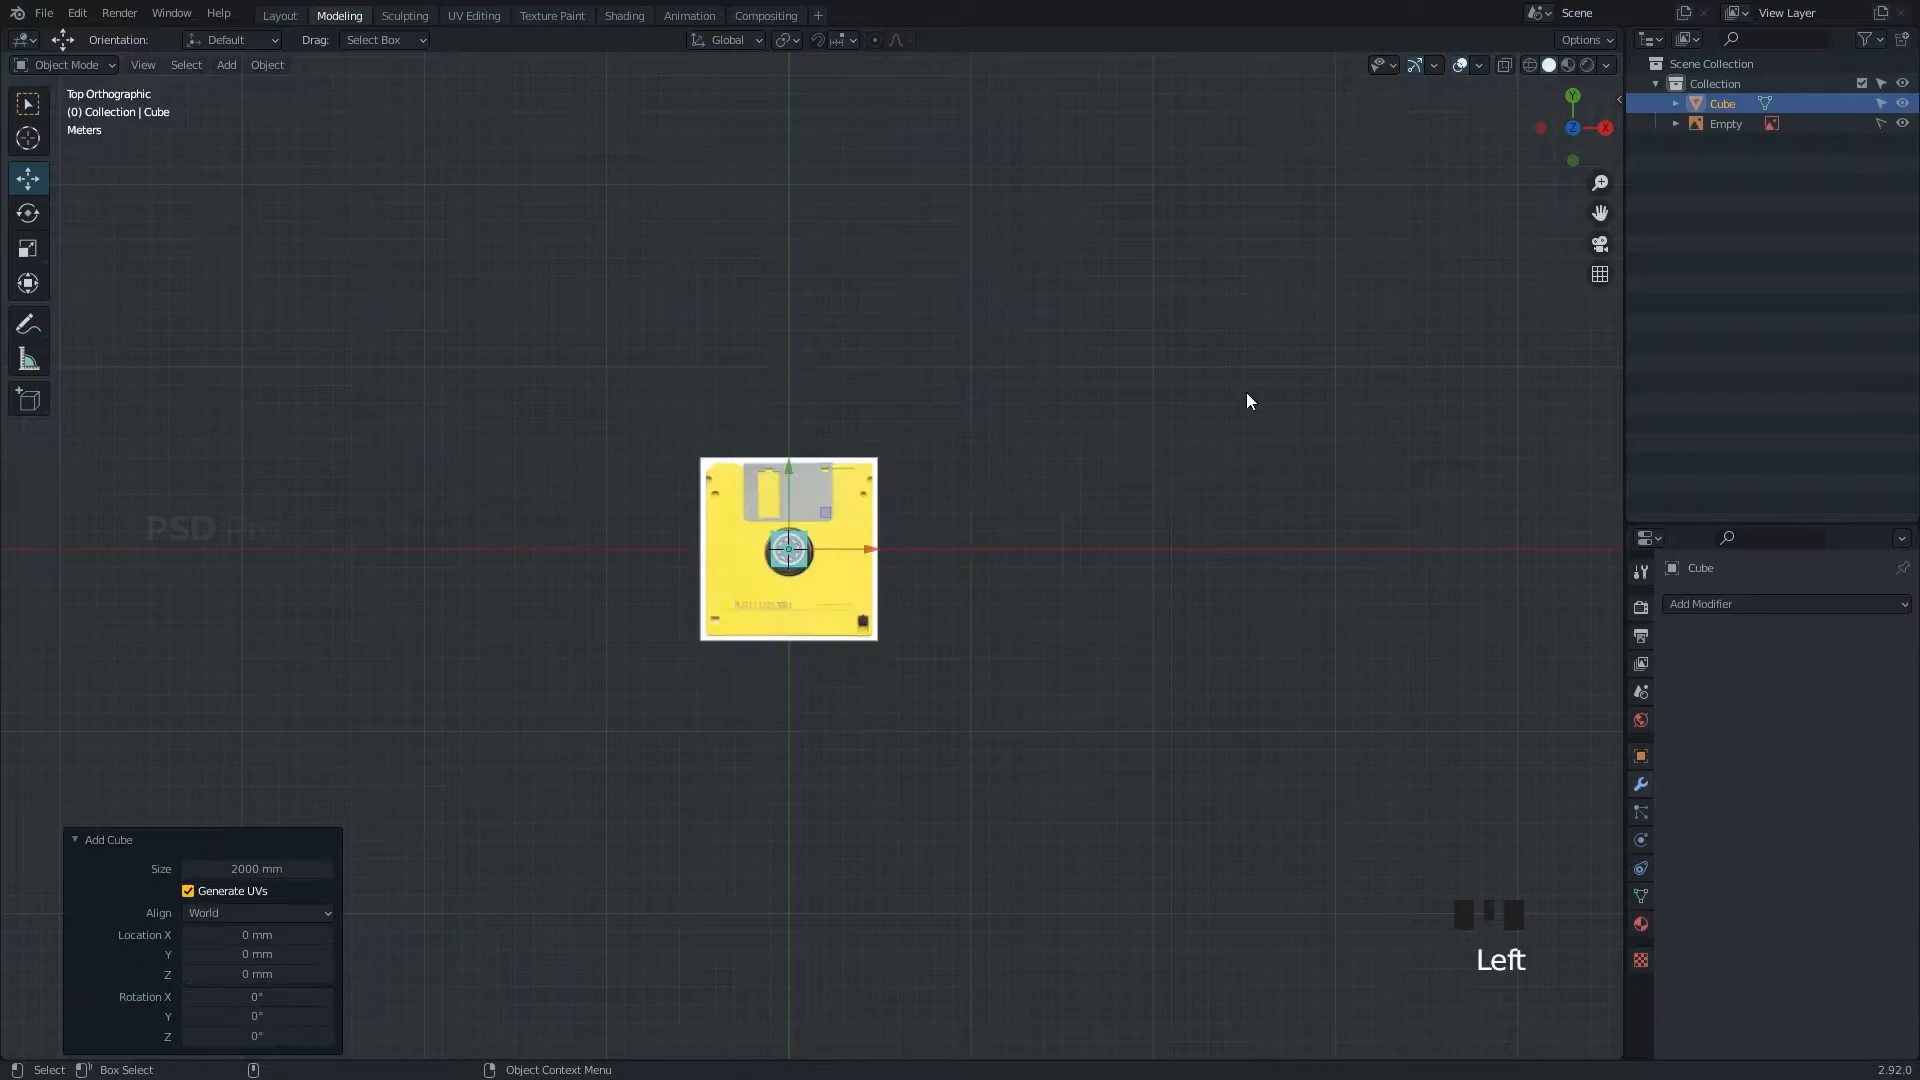 File Edit Render Window Help Layout Modeling Sculpting UV Editing Texture Paint Shading Animation Compositing Scene View Layer
Orientation: Default Drag: Select Box Global Options
Object Mode View Select Add Object
Scene Collection
Collection
Cube
Empty
Top Orthographic
(0) Collection | Cube
Meters
Y
Z
X
PSD Pro
Cube
Add Modifier
Add Cube
Size 2000 mm
Generate UVs
Align World
Location X 0 mm
Y 0 mm
Z 0 mm
Rotation X 0°
Y 0°
Z 0°
Left
Select Box Select Object Context Menu 2.92.0